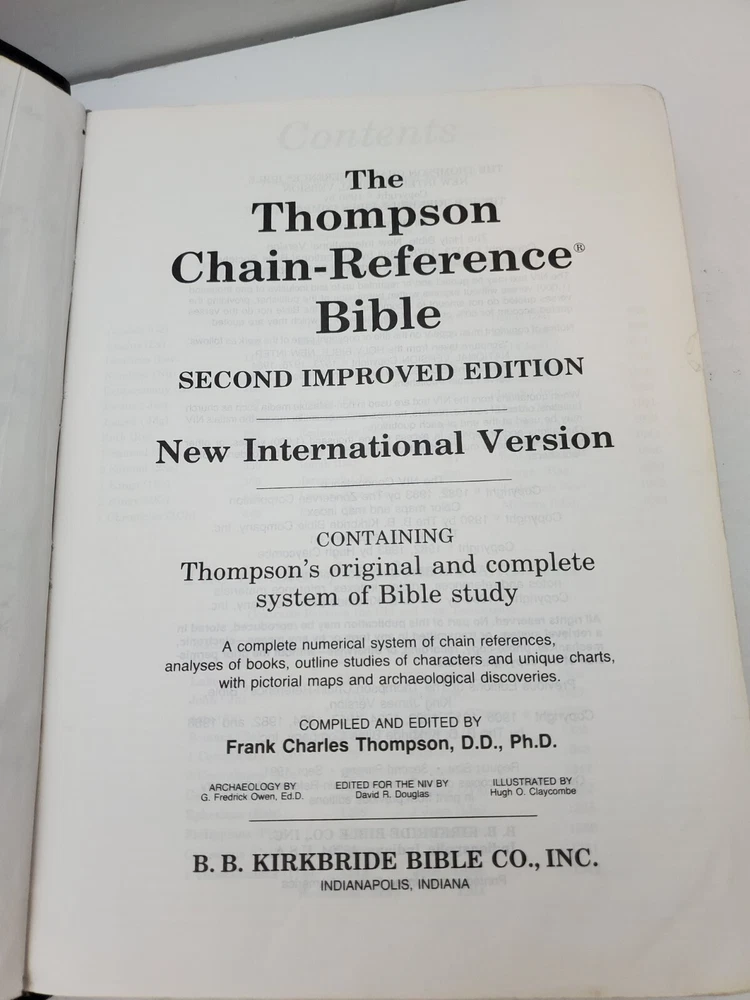 Contents
The
Thompson
Chain-Reference®
Bible
SECOND IMPROVED EDITION
New International Version
CONTAINING
Thompson's original and complete
system of Bible study
A complete numerical system of chain references,
analyses of books, outline studies of characters and unique charts,
with pictorial maps and archaeological discoveries.
COMPILED AND EDITED BY
Frank Charles Thompson, D.D., Ph.D.
ARCHAEOLOGY BY EDITED FOR THE NIV BY ILLUSTRATED BY
G. Fredrick Owen, Ed.D. David R. Douglas Hugh O. Claycombe
B. B. KIRKBRIDE BIBLE CO., INC.
INDIANAPOLIS, INDIANA